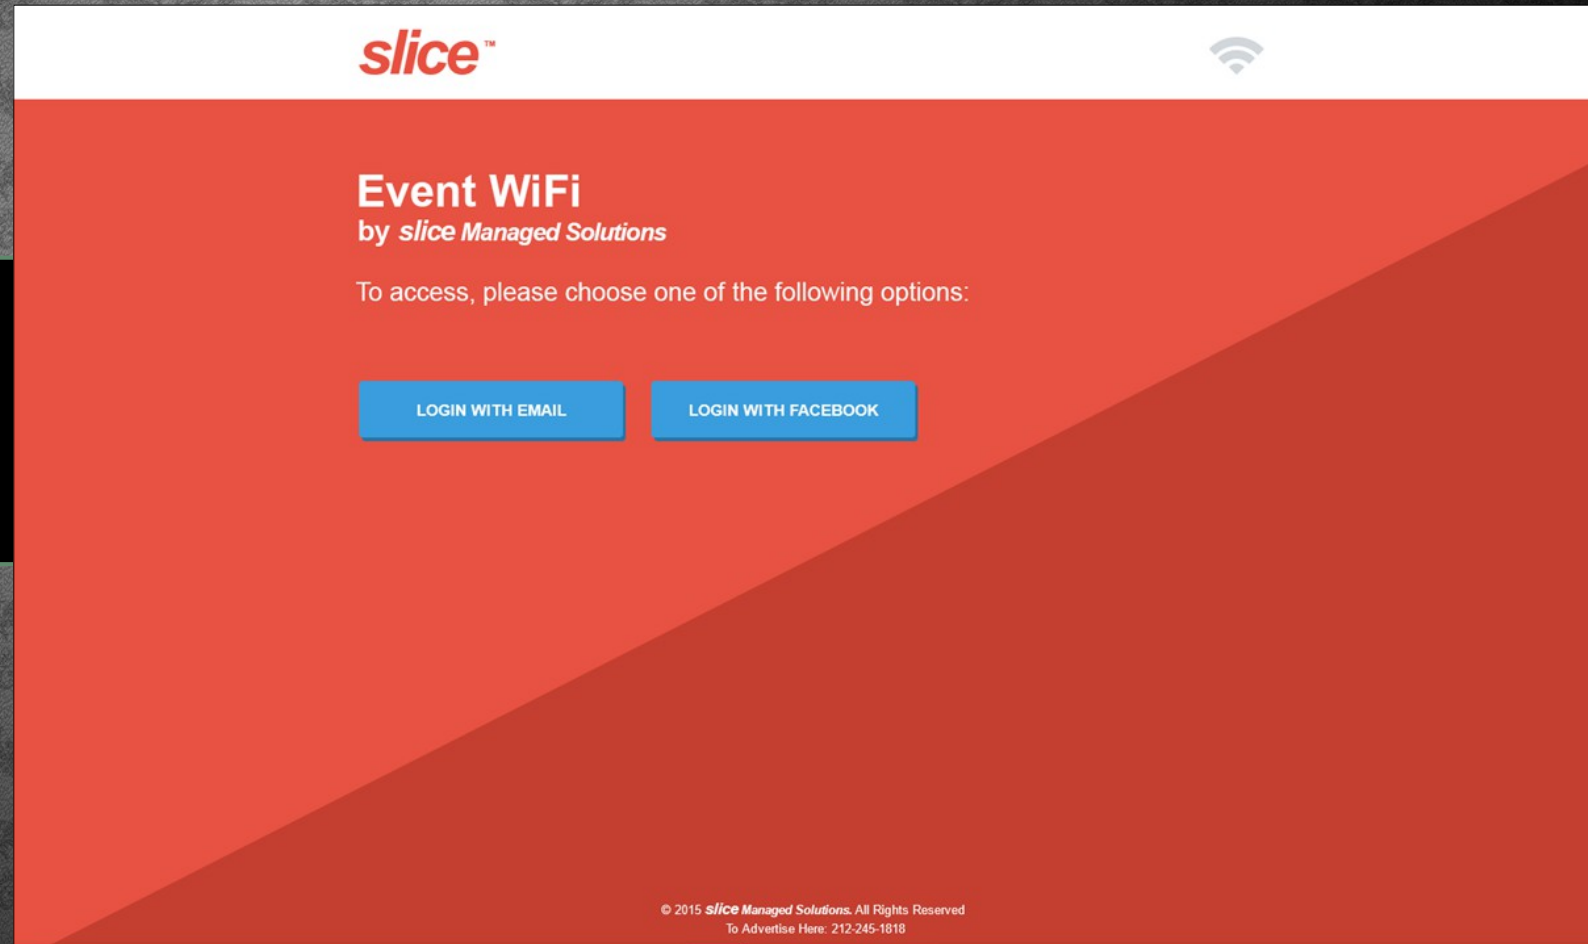 slice™
Event WiFi
by slice Managed Solutions
To access, please choose one of the following options:
LOGIN WITH EMAIL
LOGIN WITH FACEBOOK
© 2015 slice Managed Solutions. All Rights Reserved
To Advertise Here: 212-245-1818